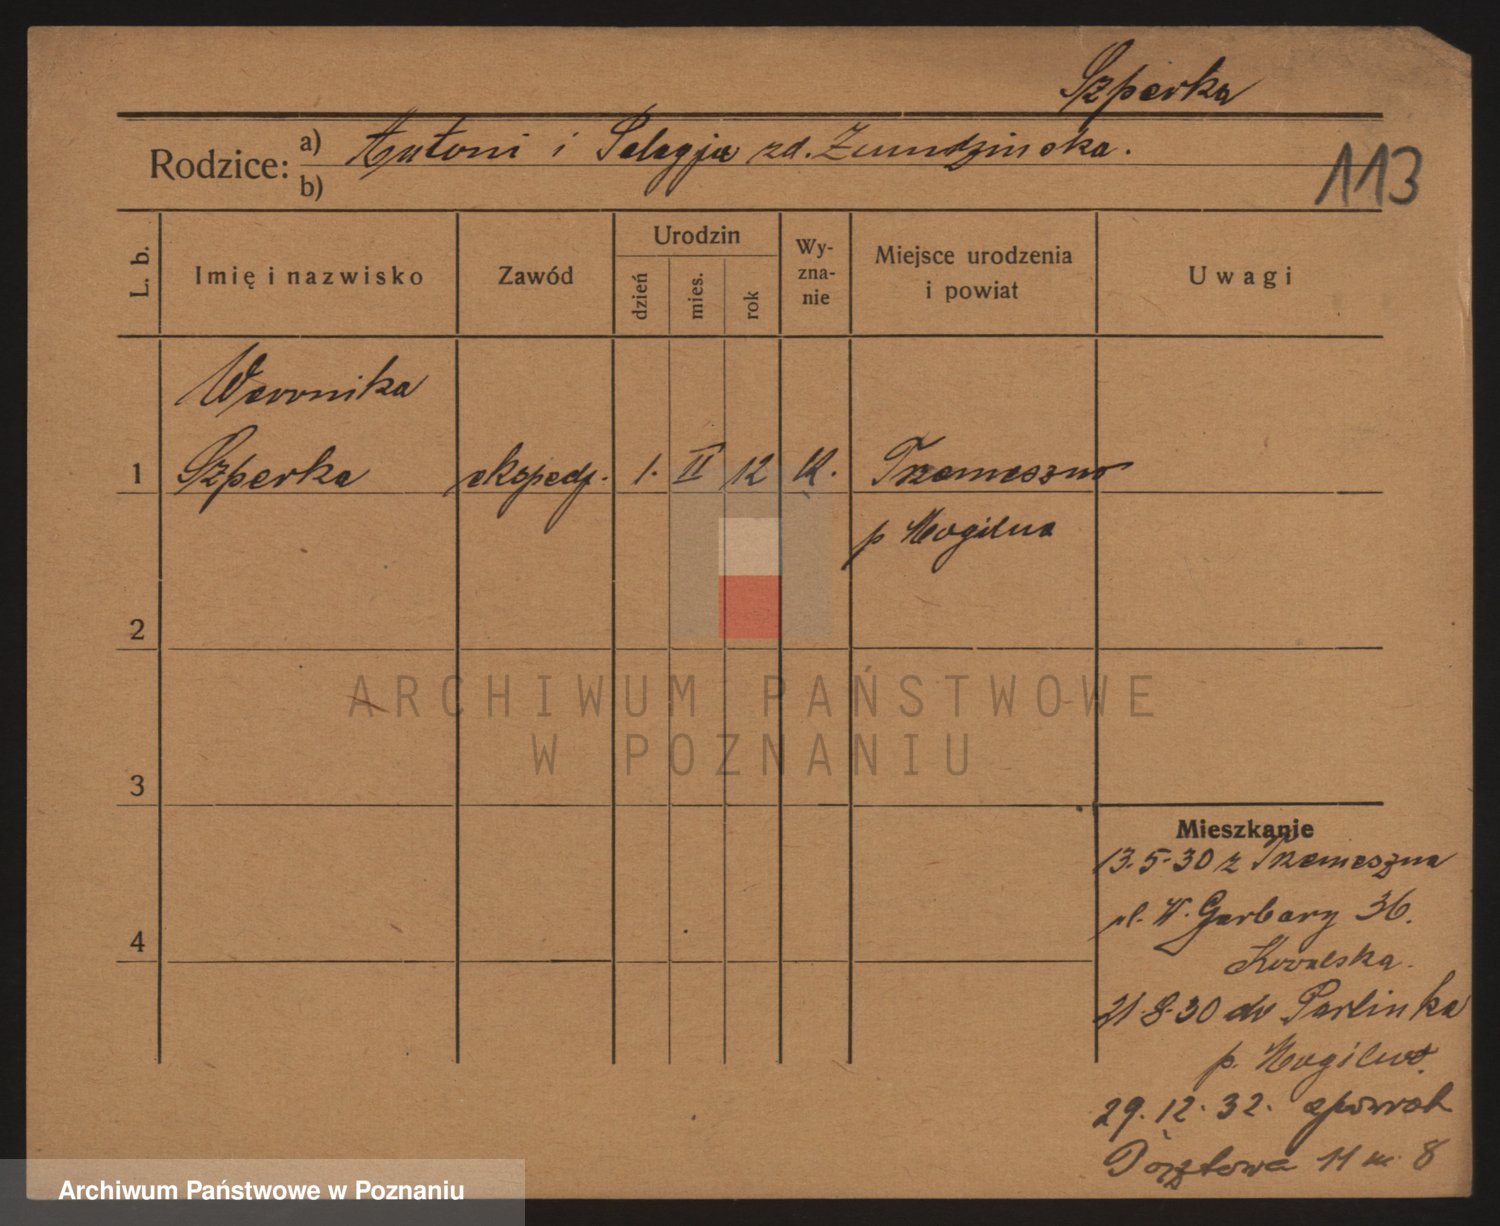 Szperka
Rodzice: a) Antoni i Pelagja zd. Zmudzinska.
b)
113
L. b.
Imię i nazwisko
Zawód
Urodzin
dzień
mies.
rok
Wy-
zna-
nie
Miejsce urodzenia
i powiat
Uwagi
Weronika
1 Szperka ekspedj. 1. II 12 K. Trzemeszno
p Mogilna
2
ARCHIWUM PAŃSTWOWE
W POZNANIU
3
Mieszkanie
13.5.30 z Trzemeszna
ul. W. Garbary 36.
4
Kowalska.
21.8.30 do Parlinka
p. Mogilno.
29.12.32. spowrot
Pocztowa 11 m. 8
Archiwum Państwowe w Poznaniu